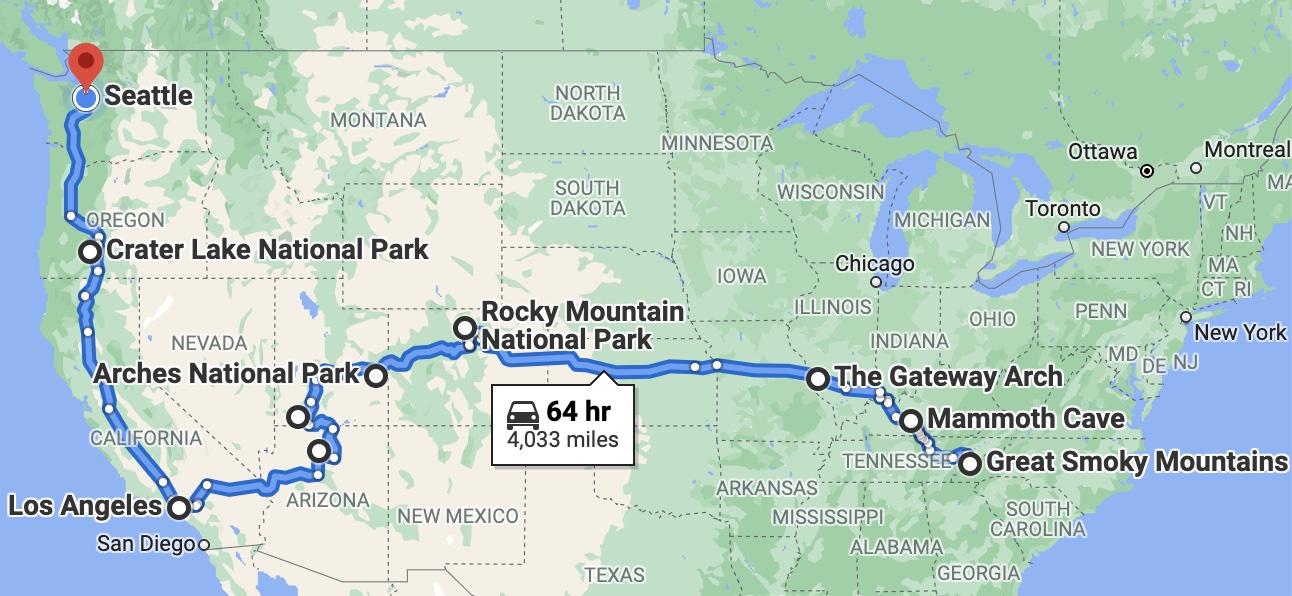 Seattle
MONTANA
NORTH
DAKOTA
MINNESOTA
Ottawa
Montreal
MA
SOUTH
DAKOTA
WISCONSIN
MICHIGAN
Toronto
VT
NH
OREGON
Crater Lake National Park
NEW YORK
MA
CT RI
IOWA
Chicago
ILLINOIS
OHIO
PENN
New York
Rocky Mountain
National Park
NEVADA
INDIANA
MD
DE
NJ
Arches National Park
The Gateway Arch
64 hr
4,033 miles
Mammoth Cave
CALIFORNIA
TENNESSEE
Great Smoky Mountains
Los Angeles
ARIZONA
NEW MEXICO
ARKANSAS
MISSISSIPPI
SOUTH
CAROLINA
San Diego
ALABAMA
TEXAS
GEORGIA